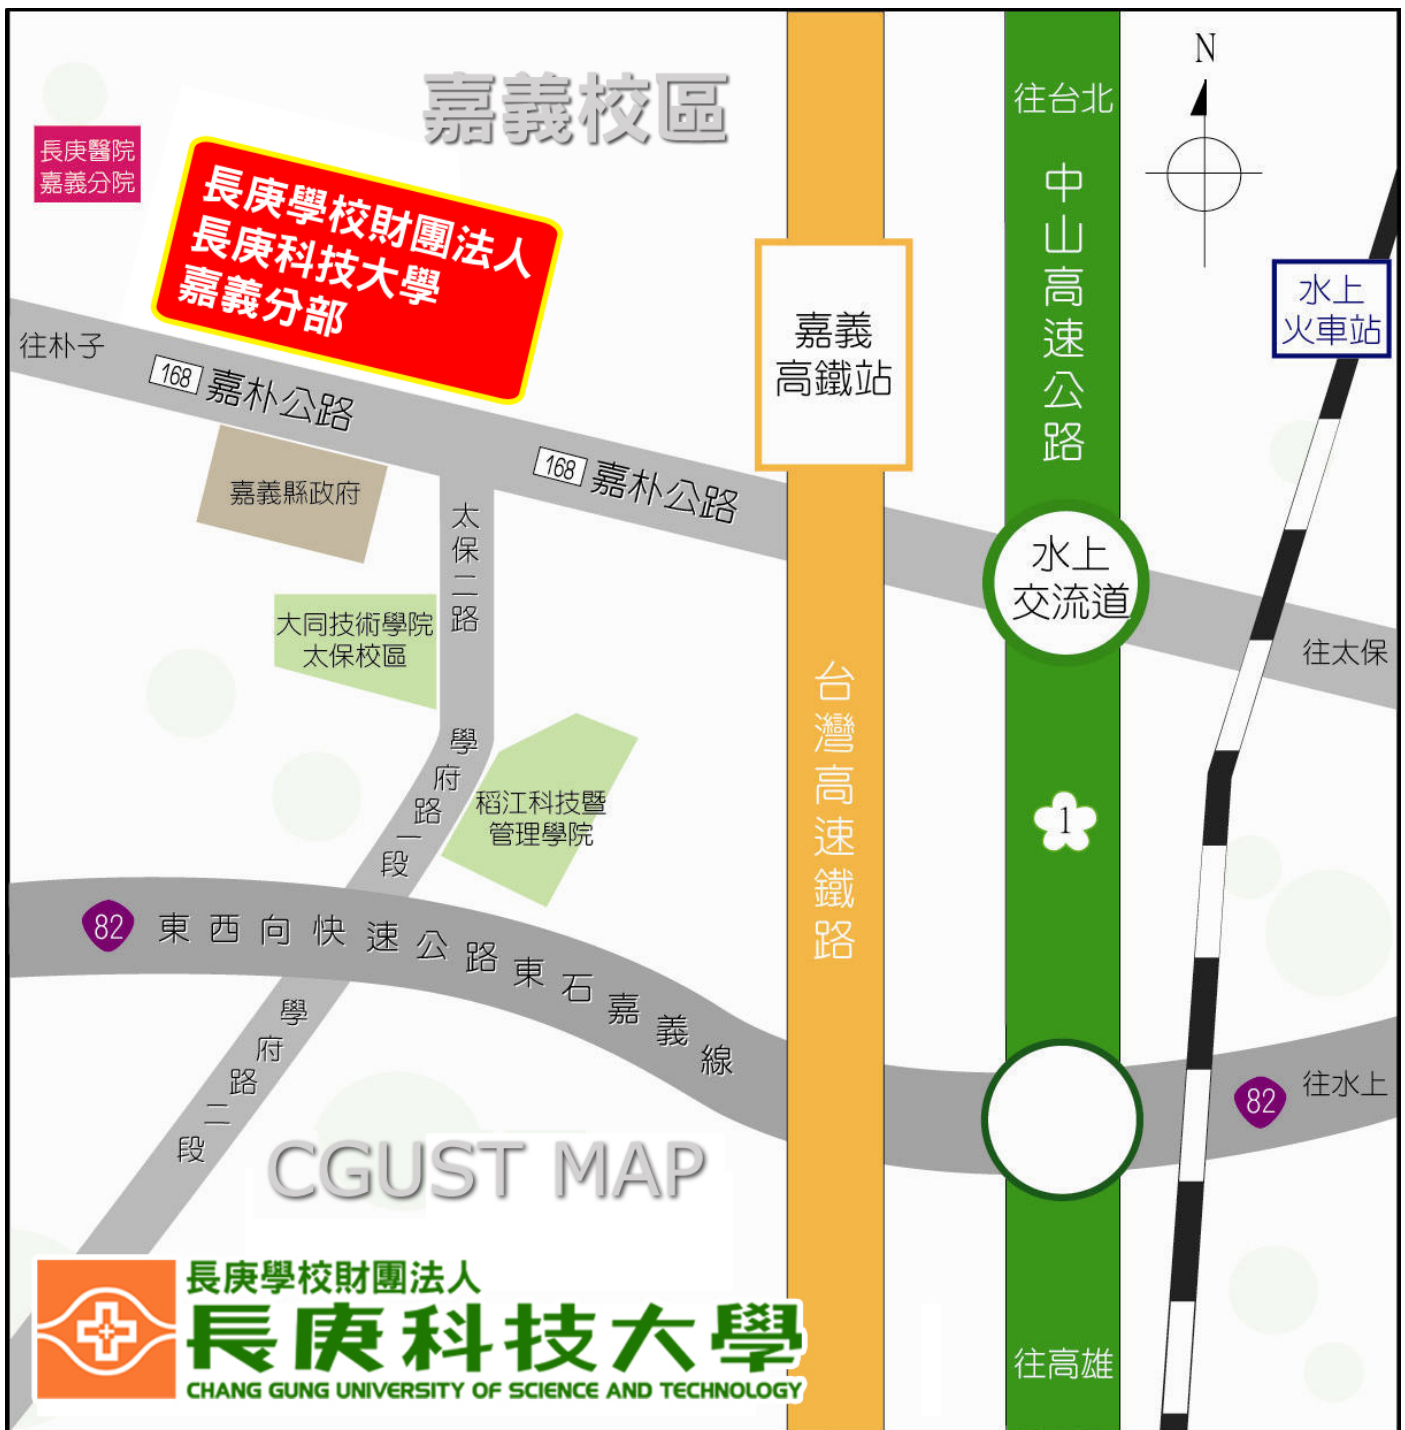 嘉義校區
N
往台北
長庚醫院
嘉義分院
長庚學校財團法人
長庚科技大學
嘉義分部
中山高速公路
水上
火車站
嘉義
高鐵站
往朴子
168 嘉朴公路
168 嘉朴公路
嘉義縣政府
太保二路
水上
交流道
大同技術學院
太保校區
往太保
台灣高速鐵路
學府路一段
稻江科技暨
管理學院
1
82 東西向快速公路東石嘉義線
學府路二段
82 往水上
CGUST MAP
長庚學校財團法人
長庚科技大學
CHANG GUNG UNIVERSITY OF SCIENCE AND TECHNOLOGY
往高雄